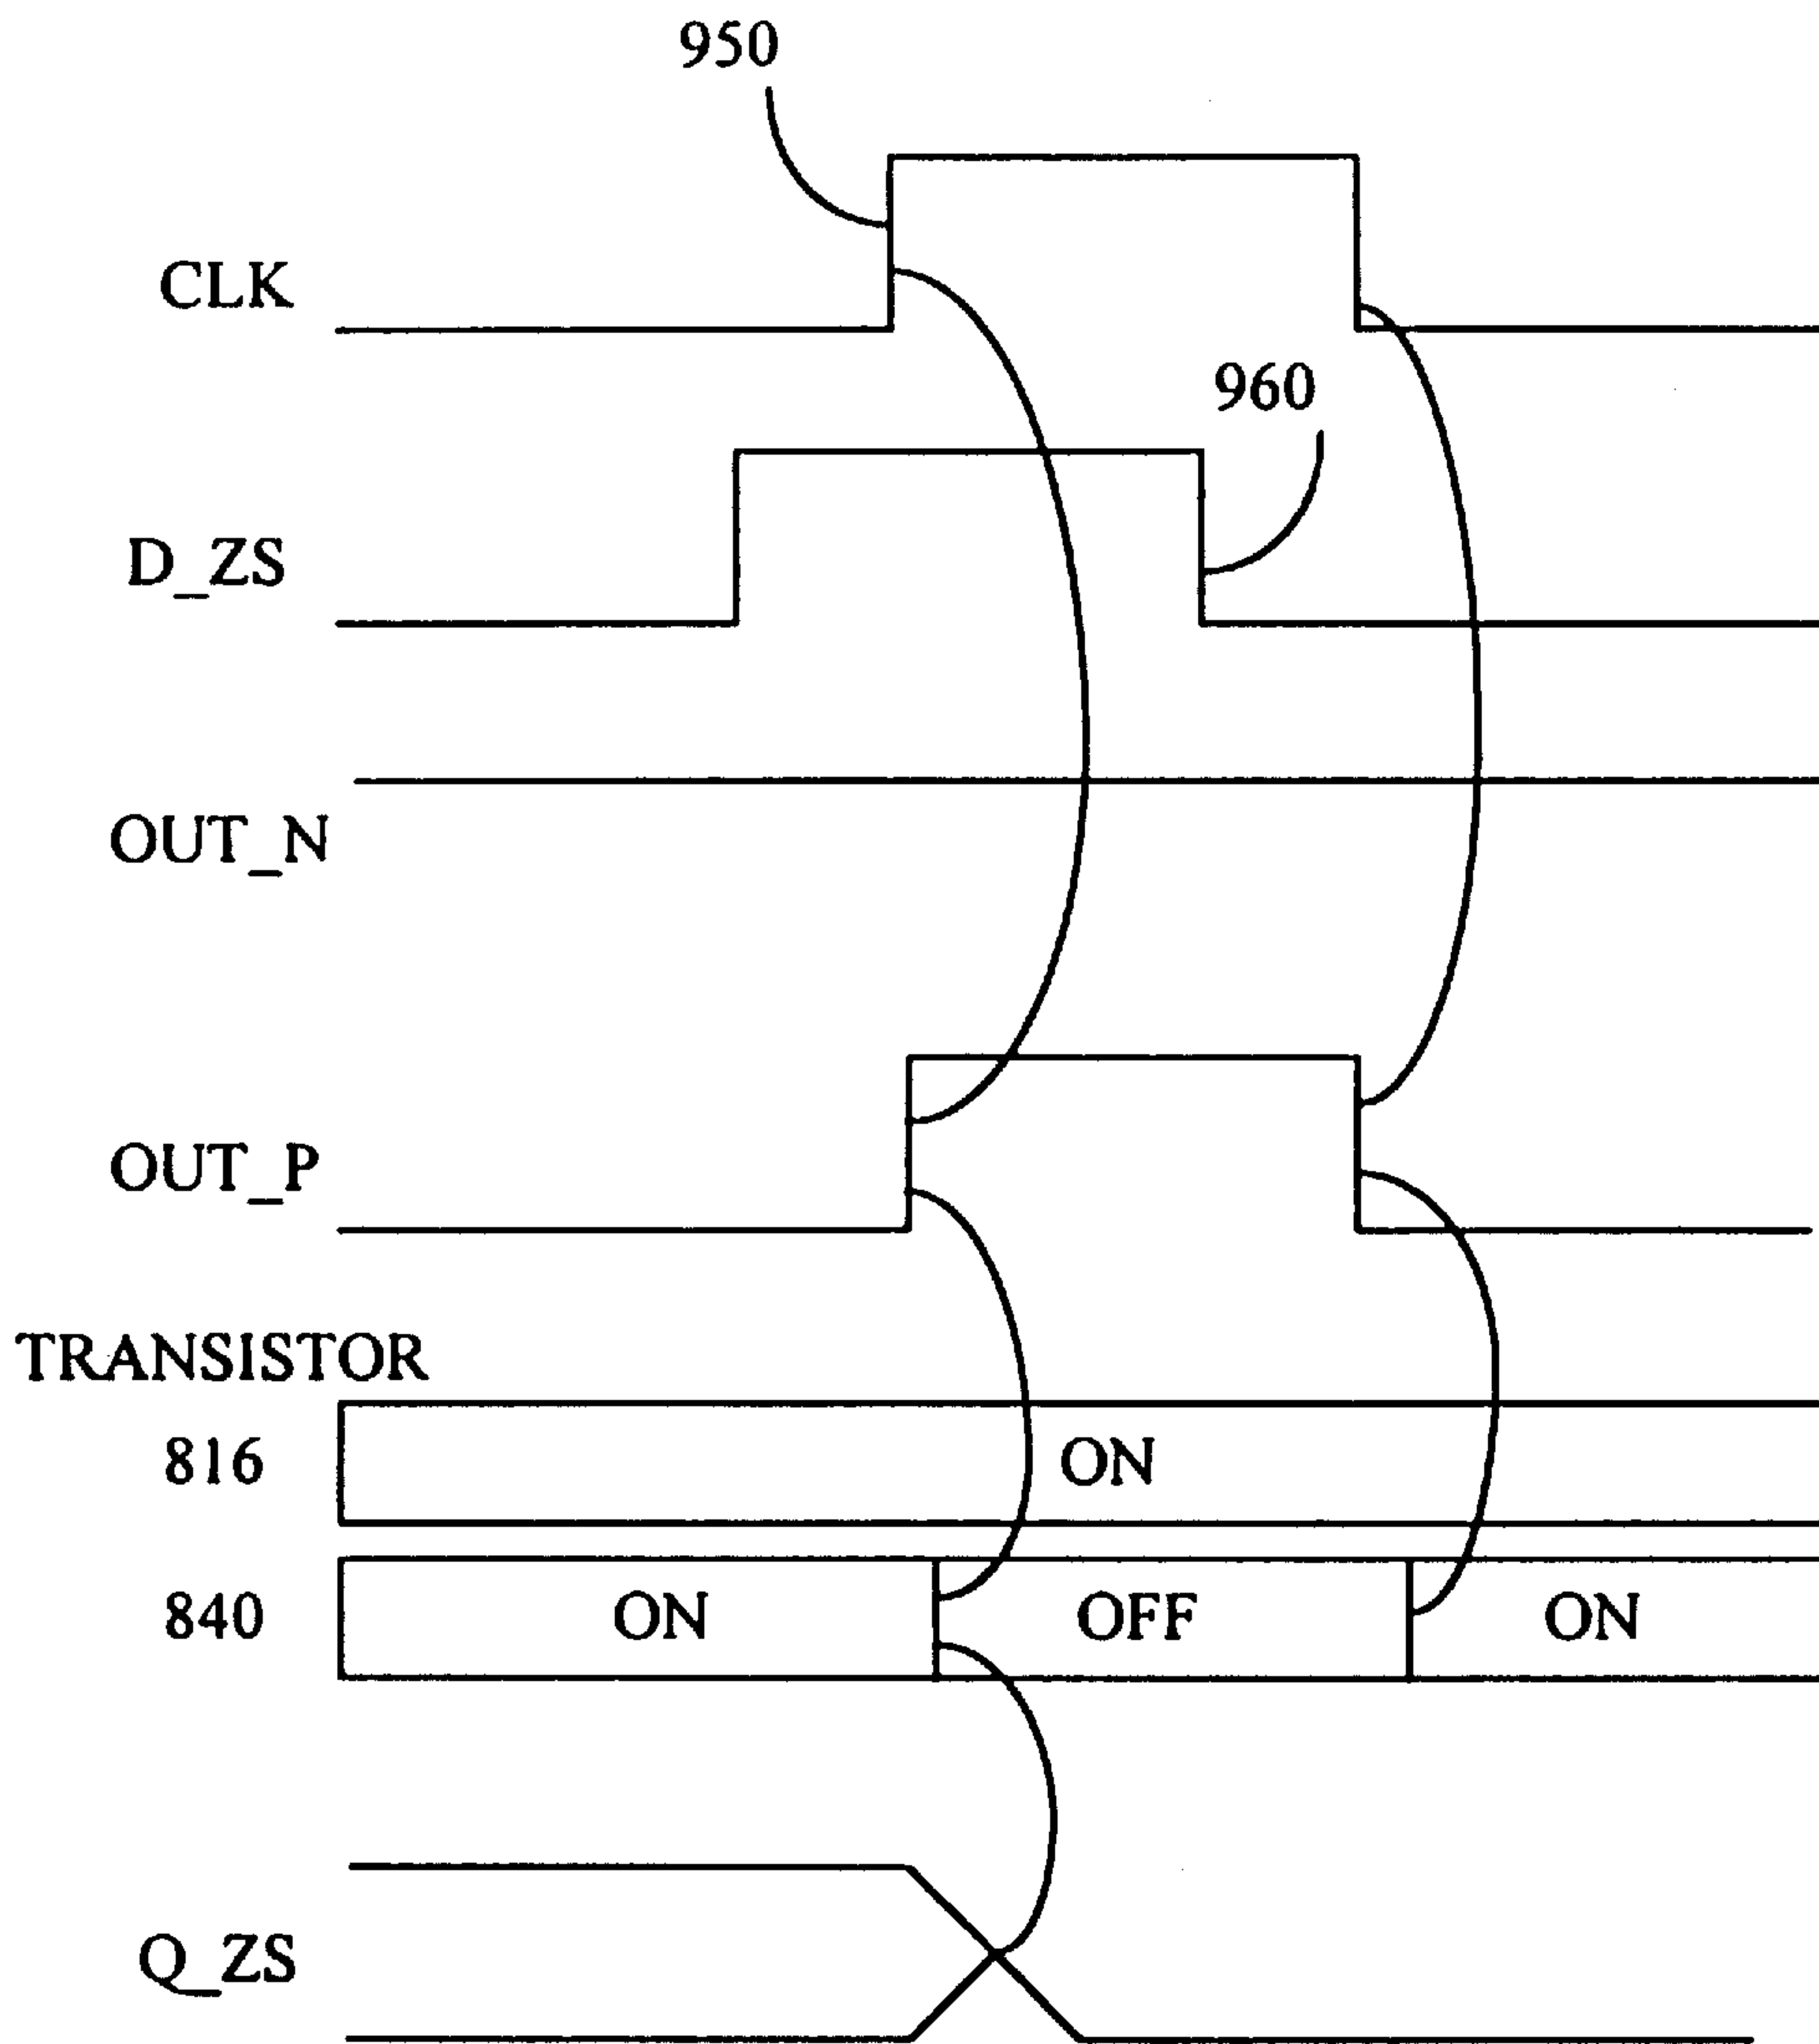 950
CLK
960
D_ZS
OUT_N
OUT_P
TRANSISTOR
816 ON
840 ON OFF ON
Q_ZS